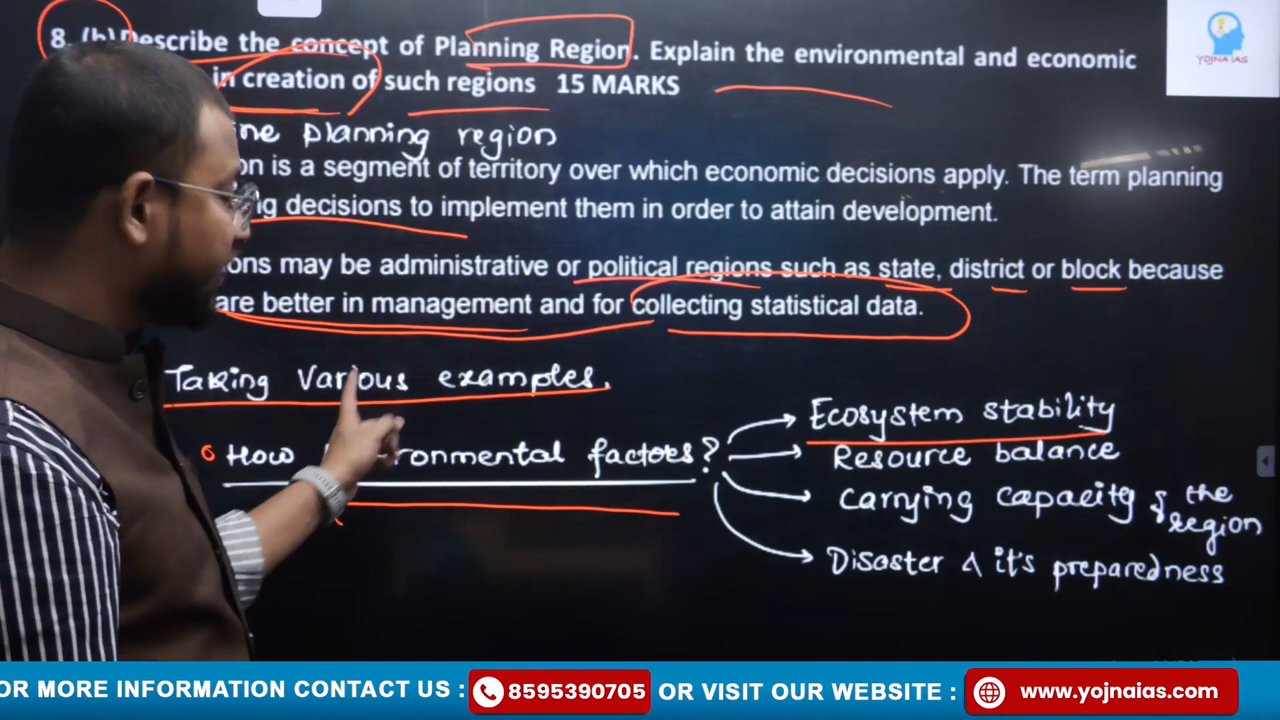 8. (b) Describe the concept of Planning Region. Explain the environmental and economic
in creation of such regions 15 MARKS
YOJNA IAS
ine planning region
on is a segment of territory over which economic decisions apply. The term planning
ng decisions to implement them in order to attain development.
ons may be administrative or political regions such as state, district or block because
are better in management and for collecting statistical data.
Taking Various examples.
How ronmental factors?
Ecosystem stability
Resource balance
Carrying capacity of the
region
Disaster & it's preparedness
OR MORE INFORMATION CONTACT US : 8595390705 OR VISIT OUR WEBSITE : www.yojnaias.com